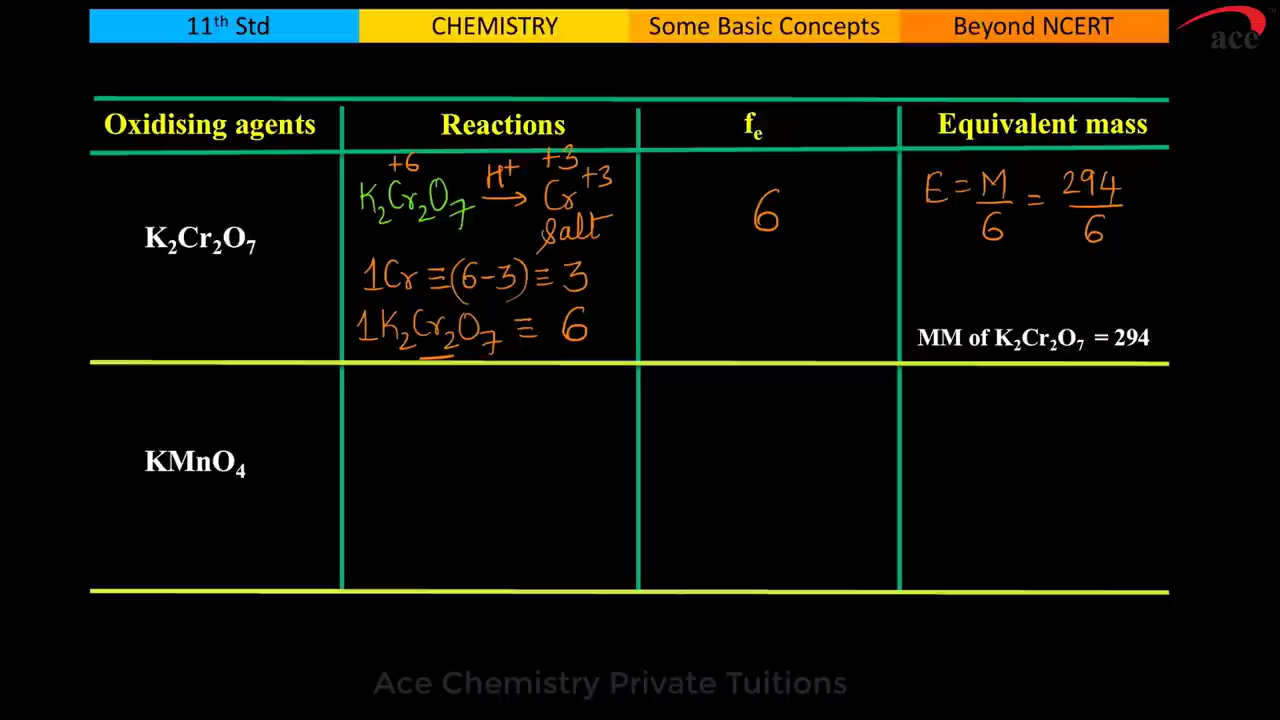 11th Std CHEMISTRY Some Basic Concepts Beyond NCERT
ace
Oxidising agents Reactions fₑ Equivalent mass
K₂Cr₂O₇
+6 +3
K₂Cr₂O₇ H⁺ → Cr⁺³
salt
1Cr ≡ (6-3) ≡ 3
1K₂Cr₂O₇ ≡ 6
6
E = M/6 = 294/6
MM of K₂Cr₂O₇ = 294
KMnO₄
Ace Chemistry Private Tuitions